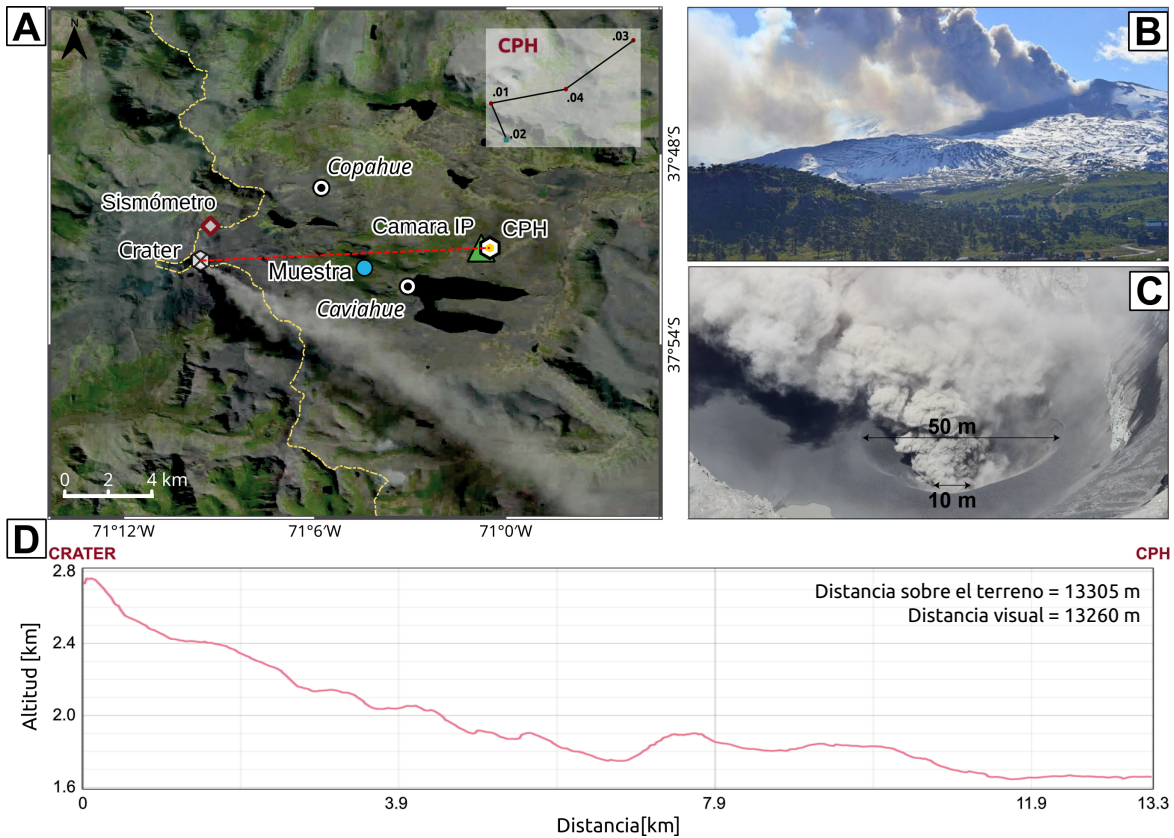 A
N
CPH
.03
.01
.04
.02
Copahue
Sismómetro
Camara IP
CPH
Crater
Muestra
Caviahue
0 2 4 km
71°12′W
71°6′W
71°0′W
37°48′S
37°54′S
B
C
50 m
10 m
D
CRATER
CPH
Distancia sobre el terreno = 13305 m
Distancia visual = 13260 m
Altitud [km]
2.8
2.4
2.0
1.6
0
3.9
7.9
11.9
13.3
Distancia[km]